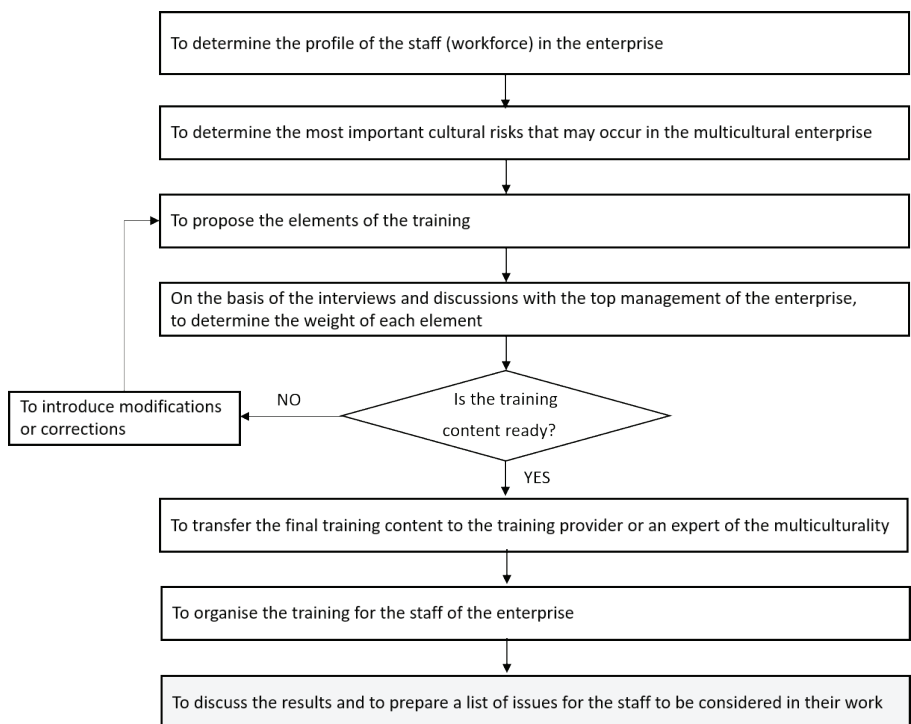 To determine the profile of the staff (workforce) in the enterprise
To determine the most important cultural risks that may occur in the multicultural enterprise
To propose the elements of the training
On the basis of the interviews and discussions with the top management of the enterprise,
to determine the weight of each element
Is the training
content ready?
NO
To introduce modifications
or corrections
YES
To transfer the final training content to the training provider or an expert of the multiculturality
To organise the training for the staff of the enterprise
To discuss the results and to prepare a list of issues for the staff to be considered in their work